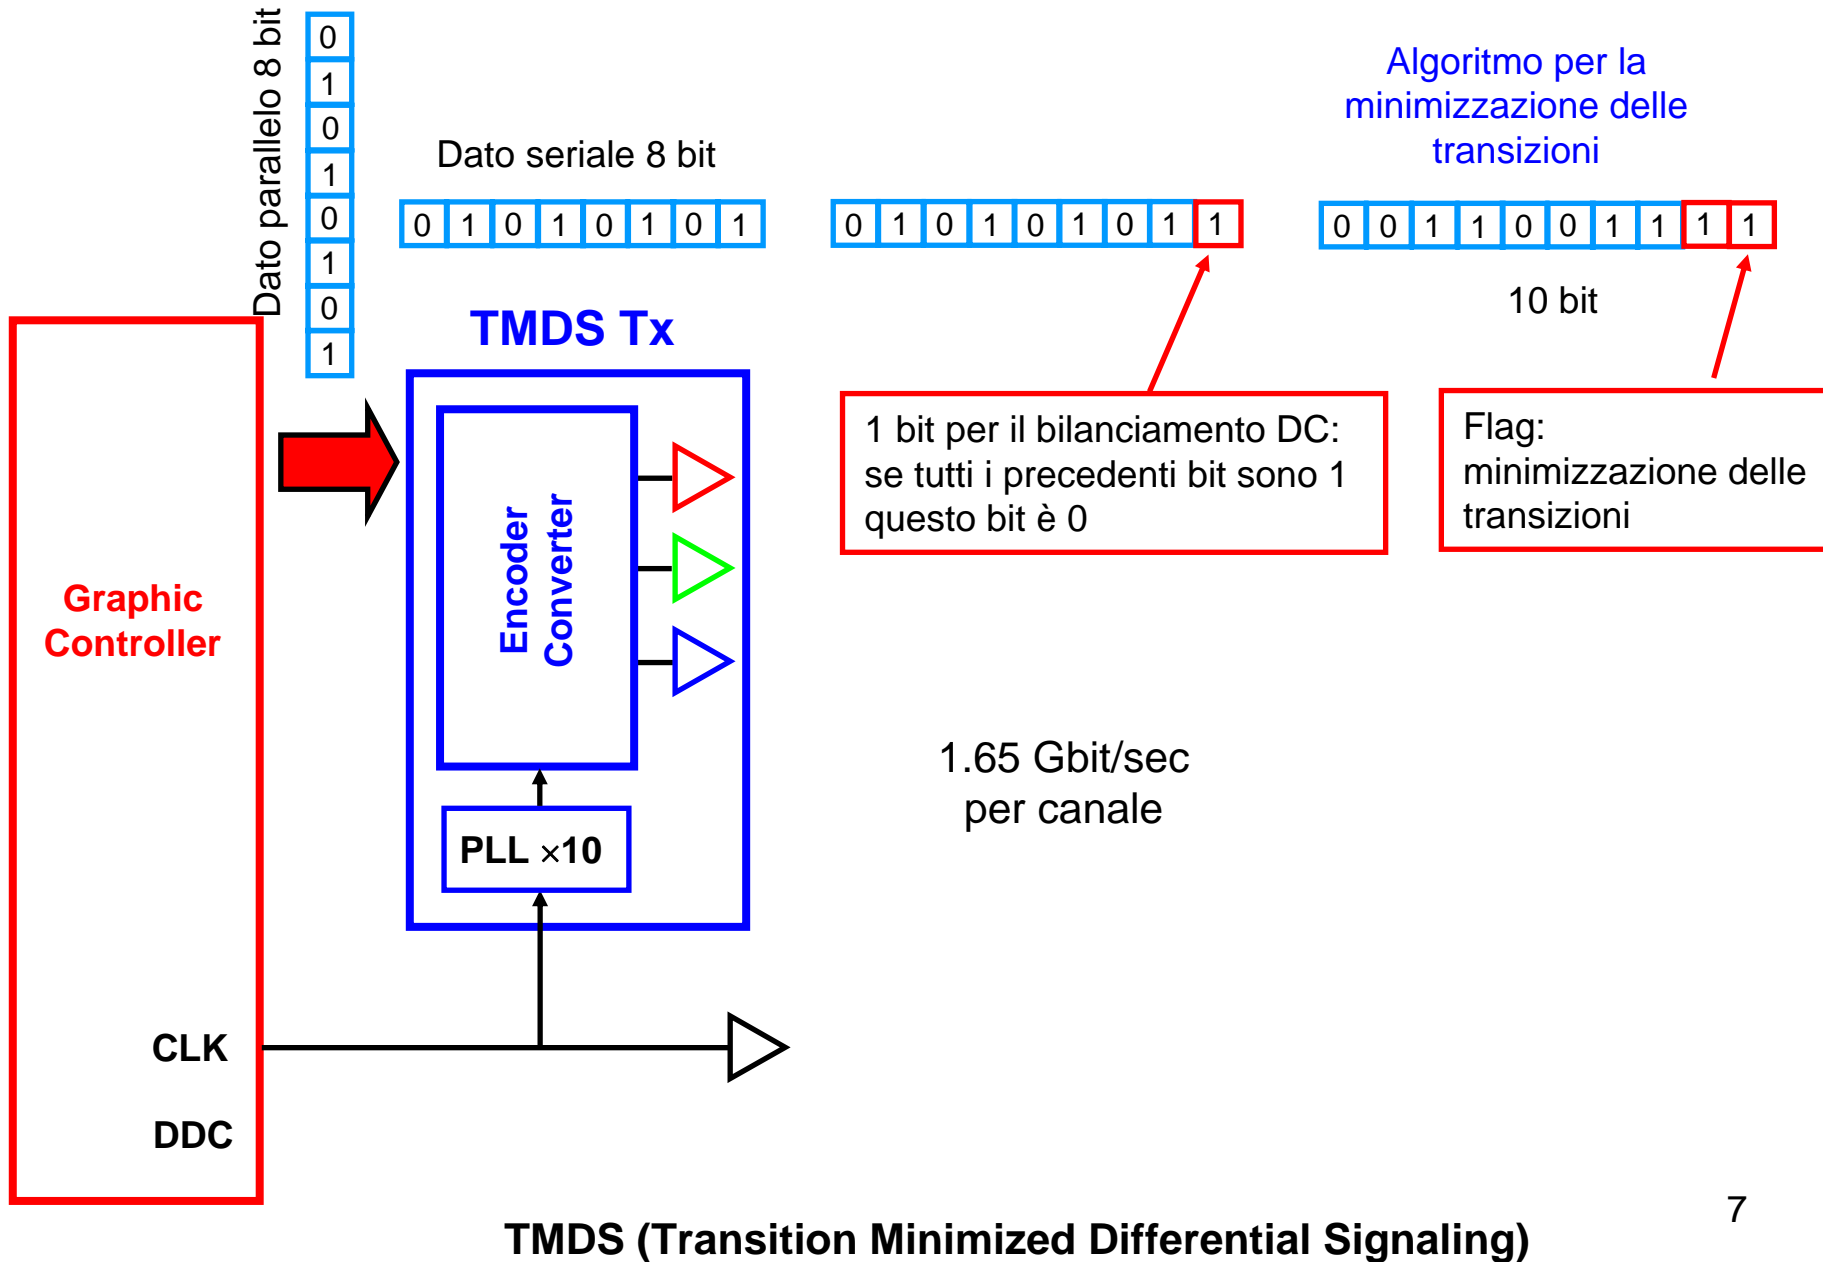 Dato parallelo 8 bit
0
1
0
1
0
1
0
1
Dato seriale 8 bit
0 1 0 1 0 1 0 1
0 1 0 1 0 1 0 1 1
Algoritmo per la
minimizzazione delle
transizioni
0 0 1 1 0 0 1 1 1 1
10 bit
TMDS Tx
1 bit per il bilanciamento DC:
se tutti i precedenti bit sono 1
questo bit è 0
Flag:
minimizzazione delle
transizioni
Graphic
Controller
Encoder
Converter
PLL ×10
1.65 Gbit/sec
per canale
CLK
DDC
7
TMDS (Transition Minimized Differential Signaling)